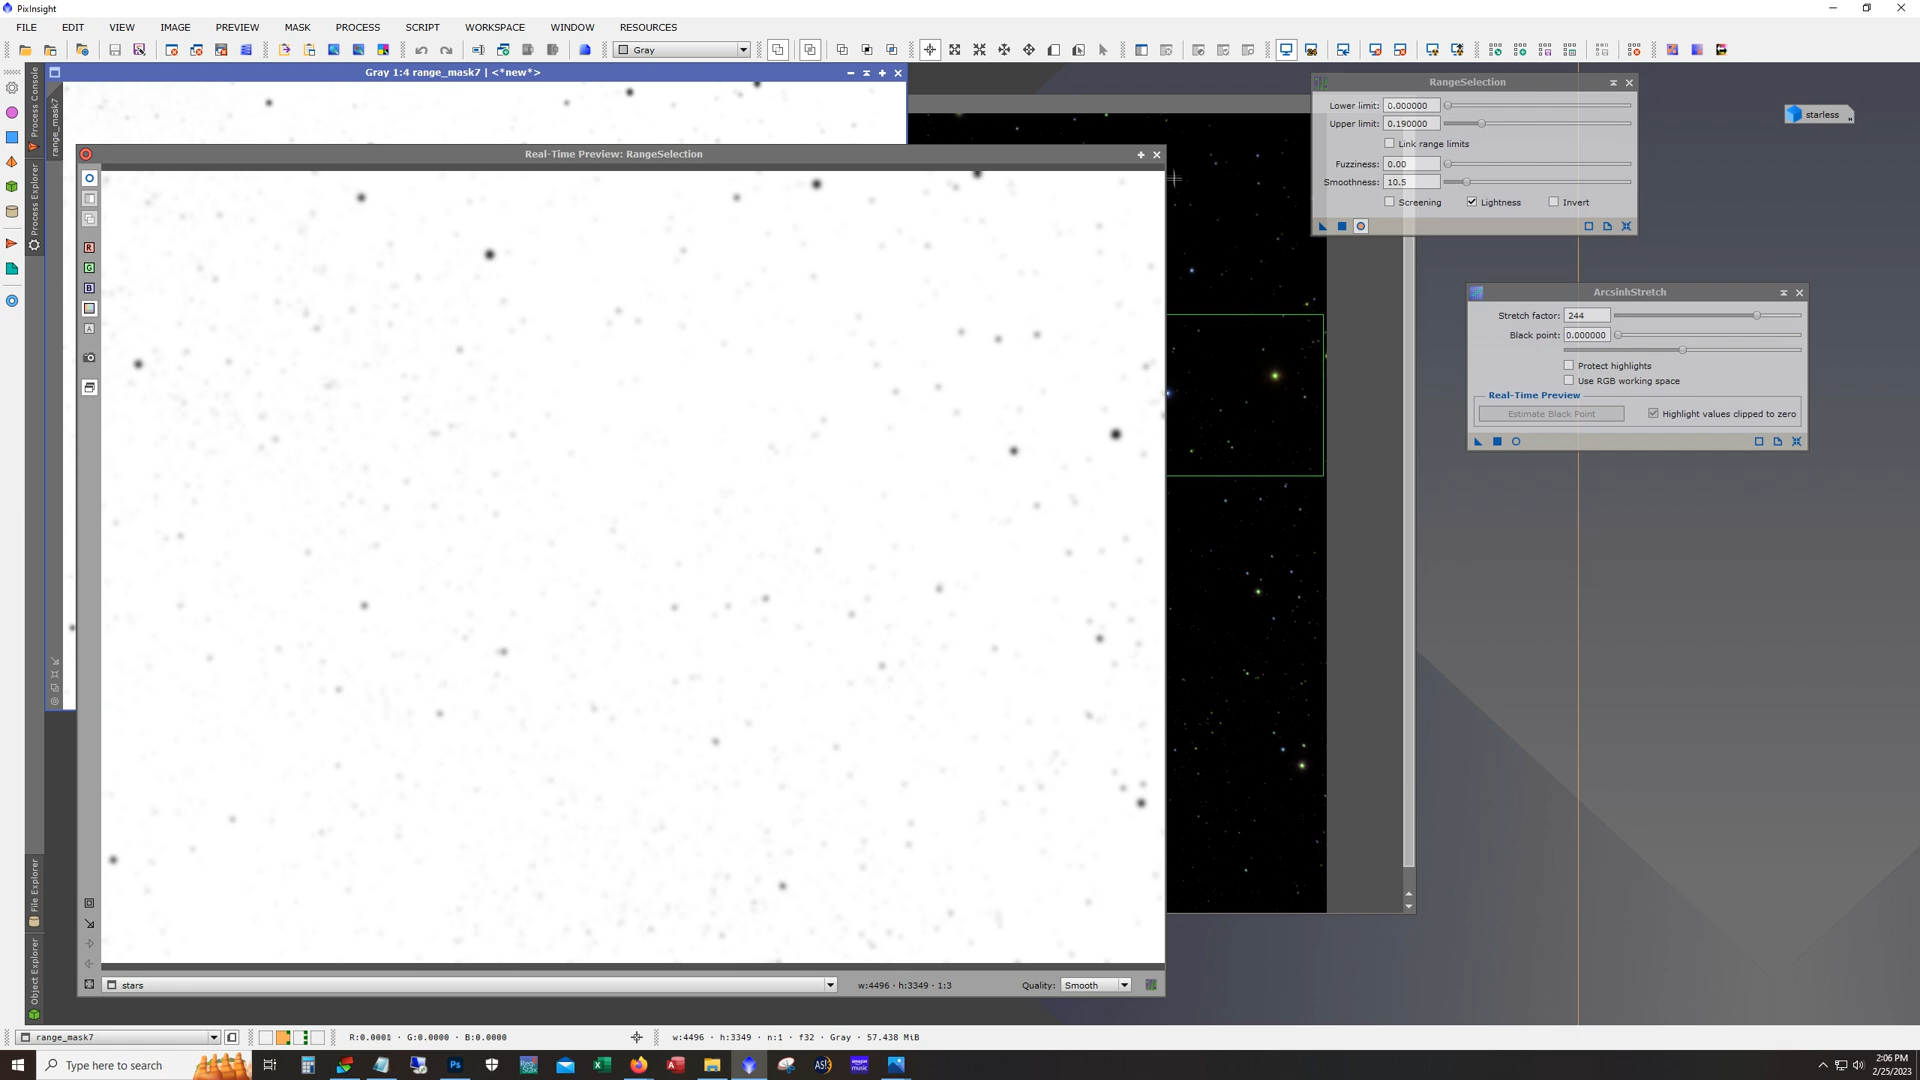 PixInsight
FILE EDIT VIEW IMAGE PREVIEW MASK PROCESS SCRIPT WORKSPACE WINDOW RESOURCES
Gray
Gray 1:4 range_mask7 | <*new*>
range_mask7
Process Console
Process Explorer
File Explorer
Object Explorer
Real-Time Preview: RangeSelection
R
G
B
A
stars
w:4496 · h:3349 · 1:3
Quality: Smooth
RangeSelection
Lower limit: 0.000000
Upper limit: 0.190000
Link range limits
Fuzziness: 0.00
Smoothness: 10.5
Screening Lightness Invert
starless
ArcsinhStretch
Stretch factor: 244
Black point: 0.000000
Protect highlights
Use RGB working space
Real-Time Preview
Estimate Black Point Highlight values clipped to zero
range_mask7
R:0.0001 · G:0.0000 · B:0.0000
w:4496 · h:3349 · n:1 · f32 · Gray · 57.438 MiB
Type here to search
Ps
2:06 PM
2/25/2023